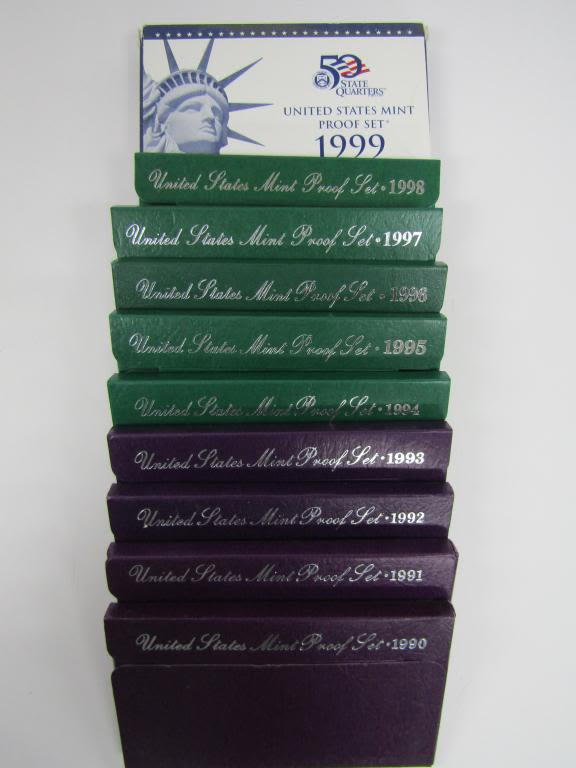 50
STATE
QUARTERS™
UNITED STATES MINT
PROOF SET®
1999
United States Mint Proof Set • 1998
United States Mint Proof Set • 1997
United States Mint Proof Set • 1996
United States Mint Proof Set • 1995
United States Mint Proof Set • 1994
United States Mint Proof Set • 1993
United States Mint Proof Set • 1992
United States Mint Proof Set • 1991
United States Mint Proof Set • 1990